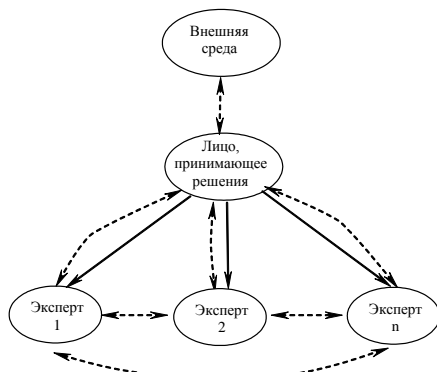 Внешняя
среда
Лицо,
принимающее
решения
Эксперт
1
Эксперт
2
Эксперт
n